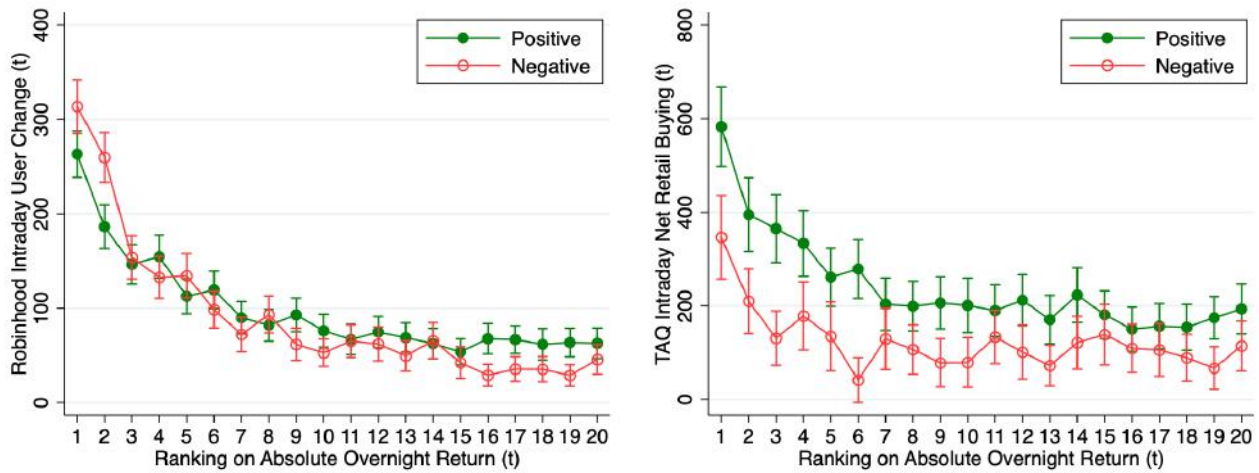 Robinhood Intraday User Change (t)
400
300
200
100
0
Positive
Negative
1 2 3 4 5 6 7 8 9 10 11 12 13 14 15 16 17 18 19 20
Ranking on Absolute Overnight Return (t)
TAQ Intraday Net Retail Buying (t)
800
600
400
200
0
Positive
Negative
1 2 3 4 5 6 7 8 9 10 11 12 13 14 15 16 17 18 19 20
Ranking on Absolute Overnight Return (t)